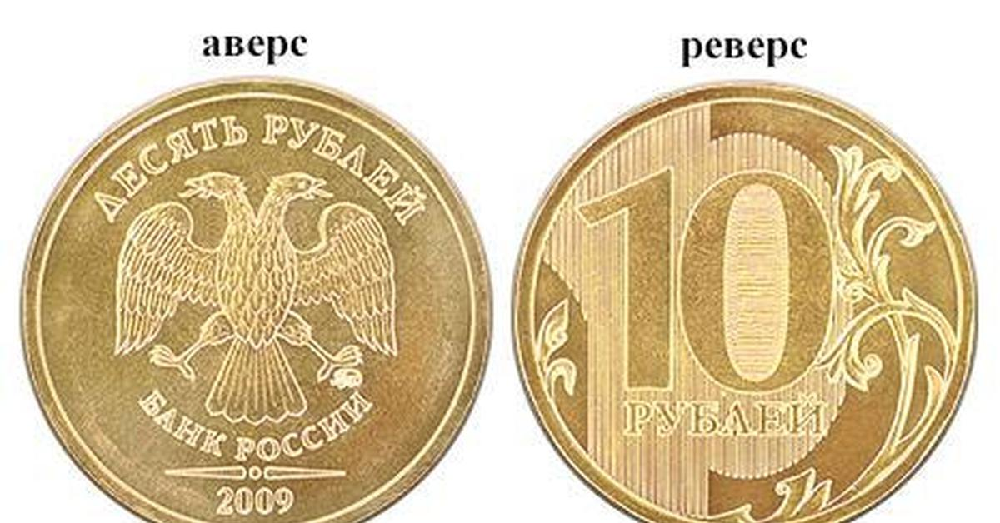 аверс
реверс
ДЕСЯТЬ РУБЛЕЙ
БАНК РОССИИ
2009
10
РУБЛЕЙ